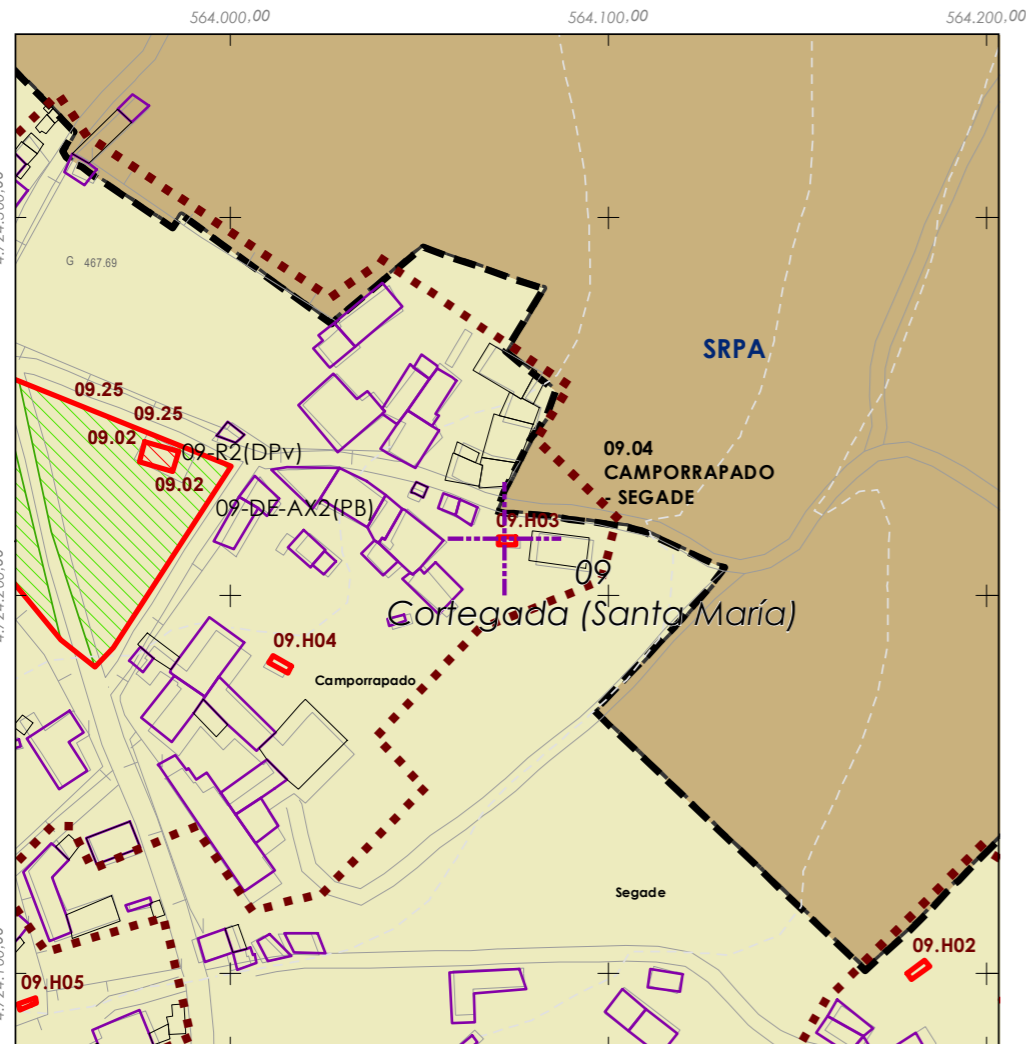 564.000,00
564.100,00
564.200,00
G 467.69
SRPA
09.25
09.25
09.02
09-R2(DPv)
09.02
09-DE-AX2(PB)
09.04
CAMPORRAPADO
- SEGADE
09.H03
09
Cortegada (Santa María)
09.H04
Camporrapado
Segade
09.H02
09.H05